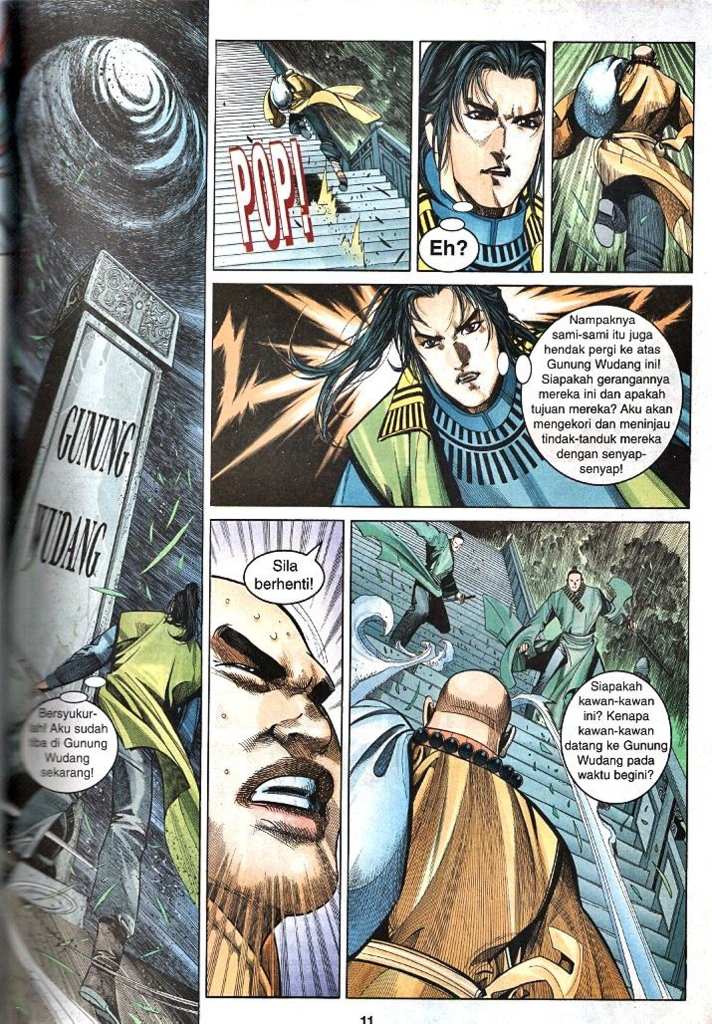 GUNUNG
WUDANG
Bersyukur-
lah! Aku sudah
tiba di Gunung
Wudang
sekarang!
POP!
Eh?
Nampaknya
sami-sami itu juga
hendak pergi ke atas
Gunung Wudang ini!
Siapakah gerangannya
mereka ini dan apakah
tujuan mereka? Aku akan
mengekori dan meninjau
tindak-tanduk mereka
dengan senyap-
senyap!
Sila
berhenti!
Siapakah
kawan-kawan
ini? Kenapa
kawan-kawan
datang ke Gunung
Wudang pada
waktu begini?
11